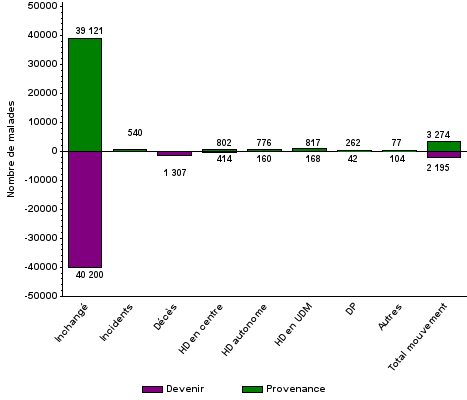 Nombre de malades
50000
40000
30000
20000
10000
0
-10000
-20000
-30000
-40000
-50000
39 121
540
802
776
817
262
77
3 274
40 200
1 307
414
160
168
42
104
2 195
Inchangé
Incidents
Décès
HD en centre
HD autonome
HD en UDM
DP
Autres
Total mouvement
Devenir
Provenance